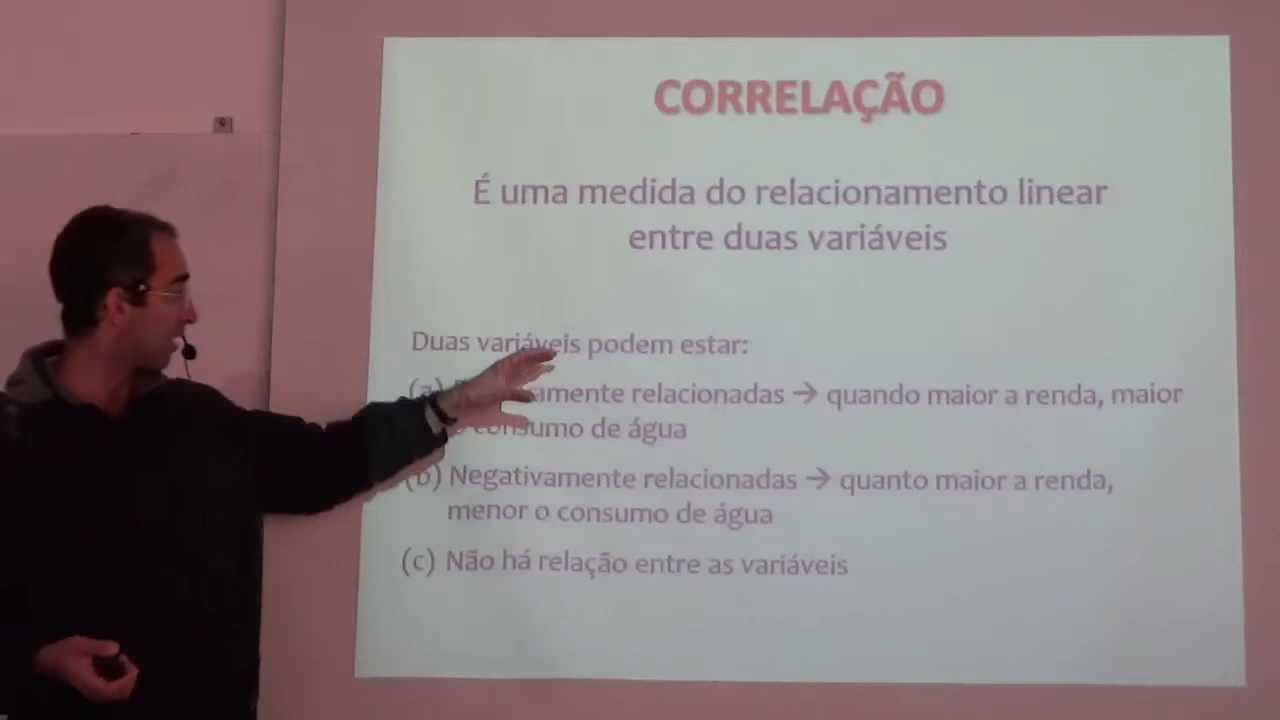 CORRELAÇÃO
É uma medida do relacionamento linear
entre duas variáveis
Duas variáveis podem estar:
(a) relacionadas → quando maior a renda, maior
consumo de água
(b) Negativamente relacionadas → quanto maior a renda,
menor o consumo de água
(c) Não há relação entre as variáveis